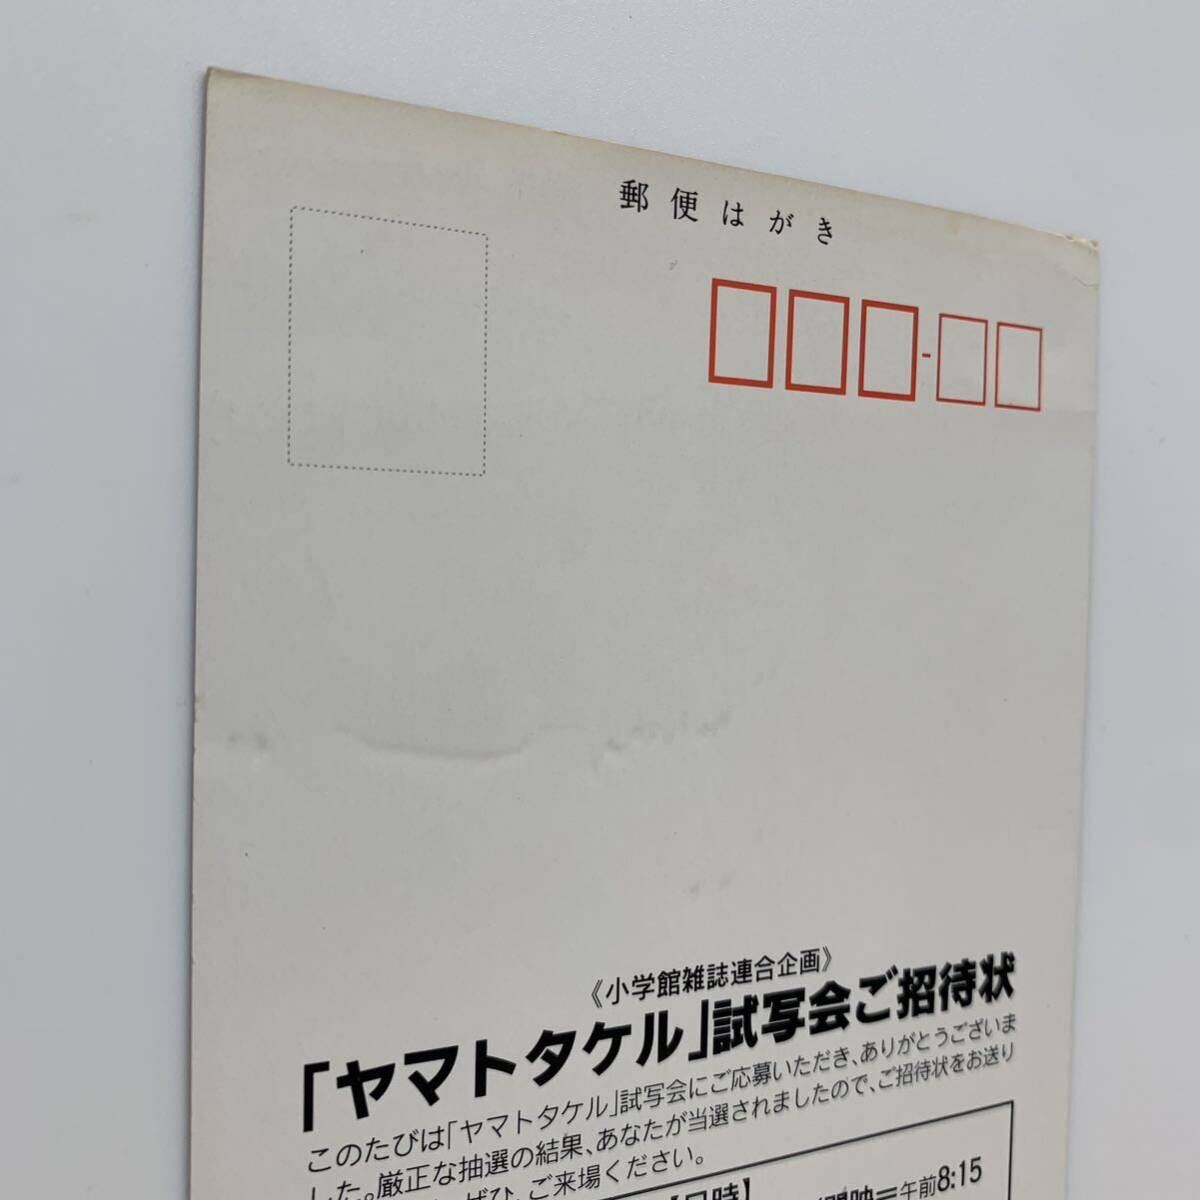 郵便はがき
-
《小学館雑誌連合企画》
「ヤマトタケル」試写会ご招待状
このたびは「ヤマトタケル」試写会にご応募いただき、ありがとうございま
した。厳正な抽選の結果、あなたが当選されましたので、ご招待状をお送り
ぜひ、ご来場ください。
【日時】
開映=午前8:15